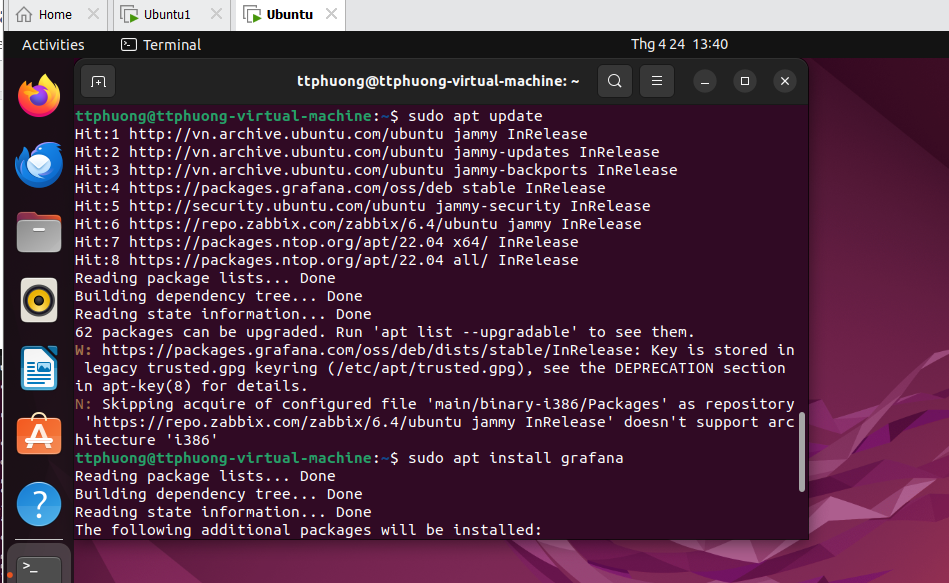 Home
Ubuntu1
Ubuntu
Activities
Terminal
Thg 4 24 13:40
ttphuong@ttphuong-virtual-machine: ~
ttphuong@ttphuong-virtual-machine:~$ sudo apt update
Hit:1 http://vn.archive.ubuntu.com/ubuntu jammy InRelease
Hit:2 http://vn.archive.ubuntu.com/ubuntu jammy-updates InRelease
Hit:3 http://vn.archive.ubuntu.com/ubuntu jammy-backports InRelease
Hit:4 https://packages.grafana.com/oss/deb stable InRelease
Hit:5 http://security.ubuntu.com/ubuntu jammy-security InRelease
Hit:6 https://repo.zabbix.com/zabbix/6.4/ubuntu jammy InRelease
Hit:7 https://packages.ntop.org/apt/22.04 x64/ InRelease
Hit:8 https://packages.ntop.org/apt/22.04 all/ InRelease
Reading package lists... Done
Building dependency tree... Done
Reading state information... Done
62 packages can be upgraded. Run 'apt list --upgradable' to see them.
W: https://packages.grafana.com/oss/deb/dists/stable/InRelease: Key is stored in
 legacy trusted.gpg keyring (/etc/apt/trusted.gpg), see the DEPRECATION section
in apt-key(8) for details.
N: Skipping acquire of configured file 'main/binary-i386/Packages' as repository
 'https://repo.zabbix.com/zabbix/6.4/ubuntu jammy InRelease' doesn't support arc
hitecture 'i386'
ttphuong@ttphuong-virtual-machine:~$ sudo apt install grafana
Reading package lists... Done
Building dependency tree... Done
Reading state information... Done
The following additional packages will be installed: